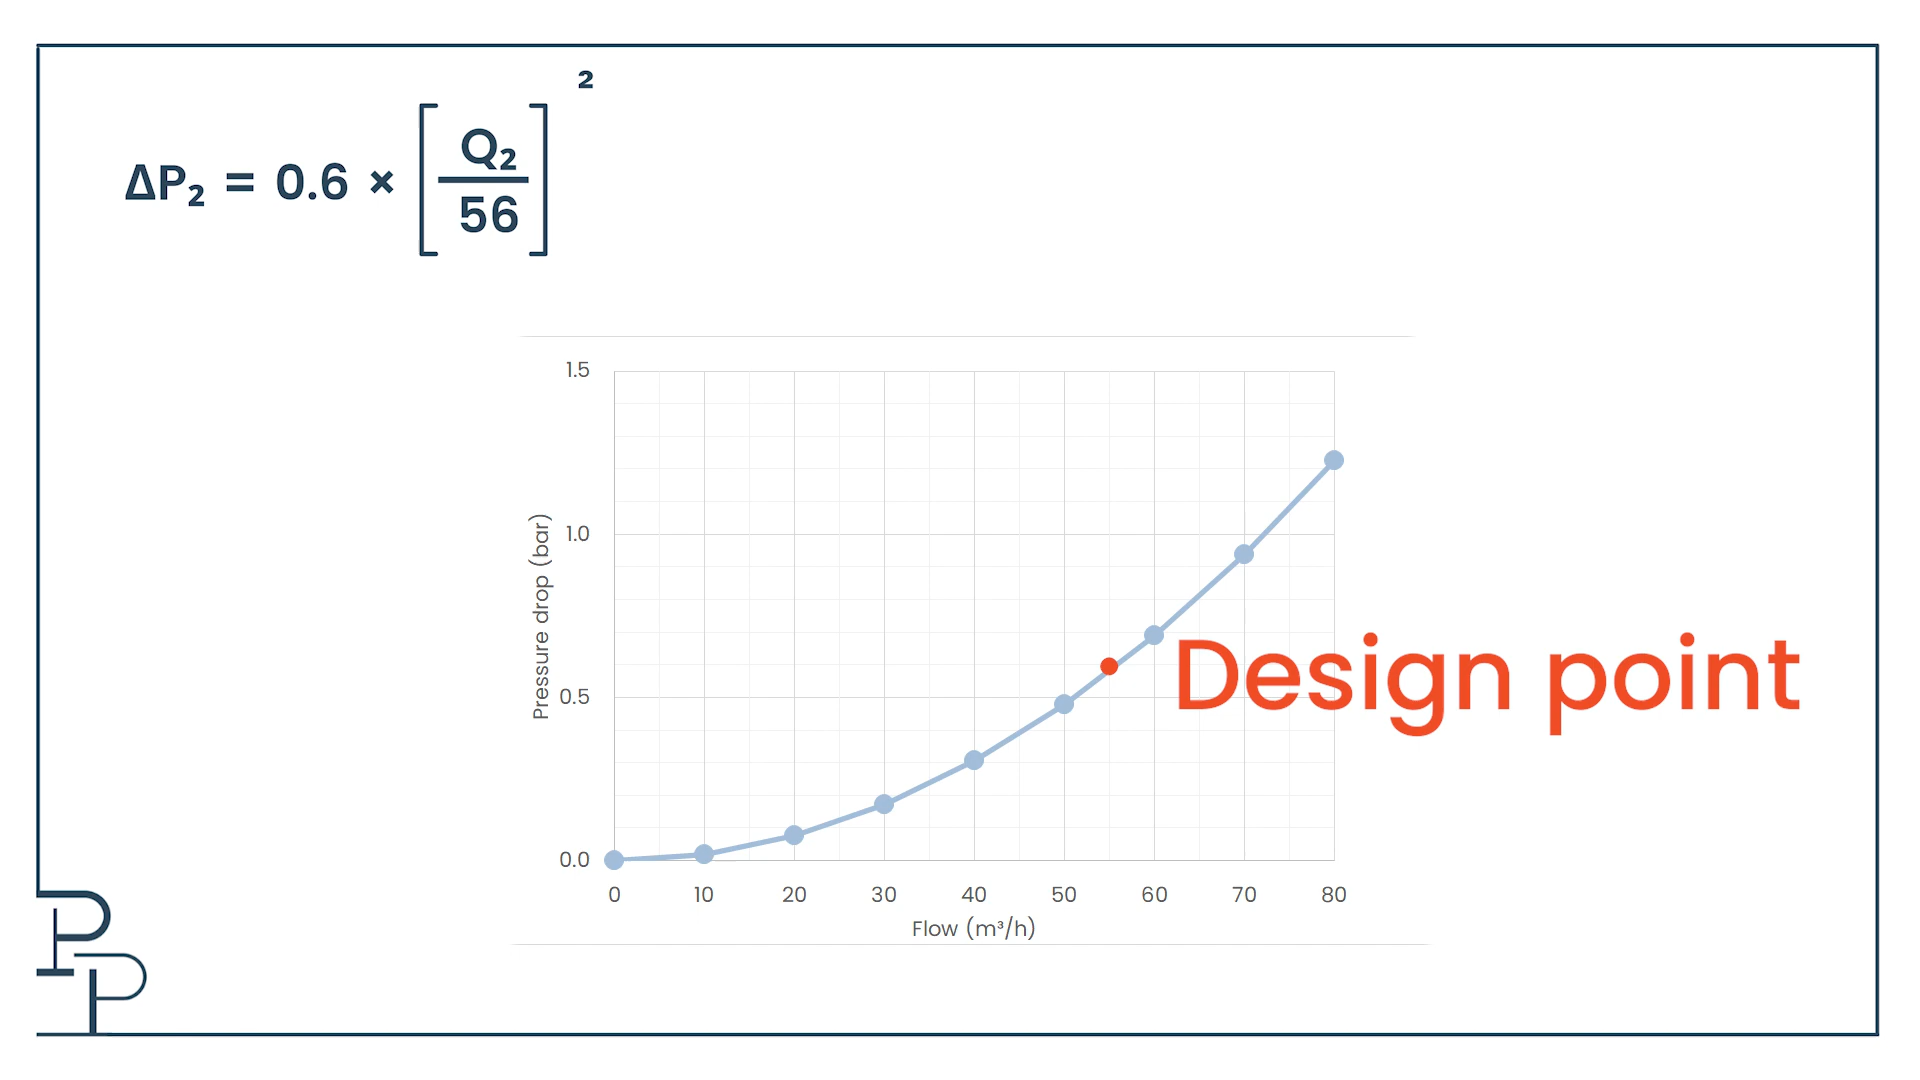 ΔP₂ = 0.6 × [Q₂/56]²
1.5
1.0
0.5
0.0
Pressure drop (bar)
Design point
0 10 20 30 40 50 60 70 80
Flow (m³/h)
PP